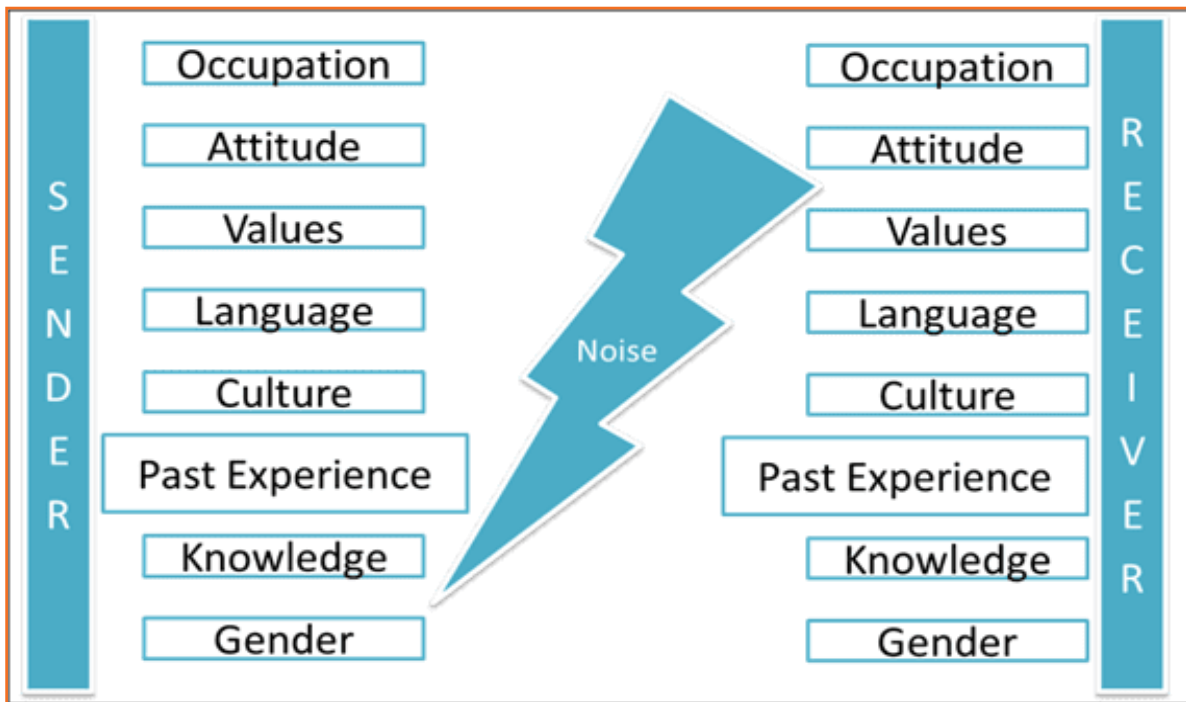 SENDER
Occupation
Attitude
Values
Language
Culture
Past Experience
Knowledge
Gender
Noise
Occupation
Attitude
Values
Language
Culture
Past Experience
Knowledge
Gender
RECEIVER